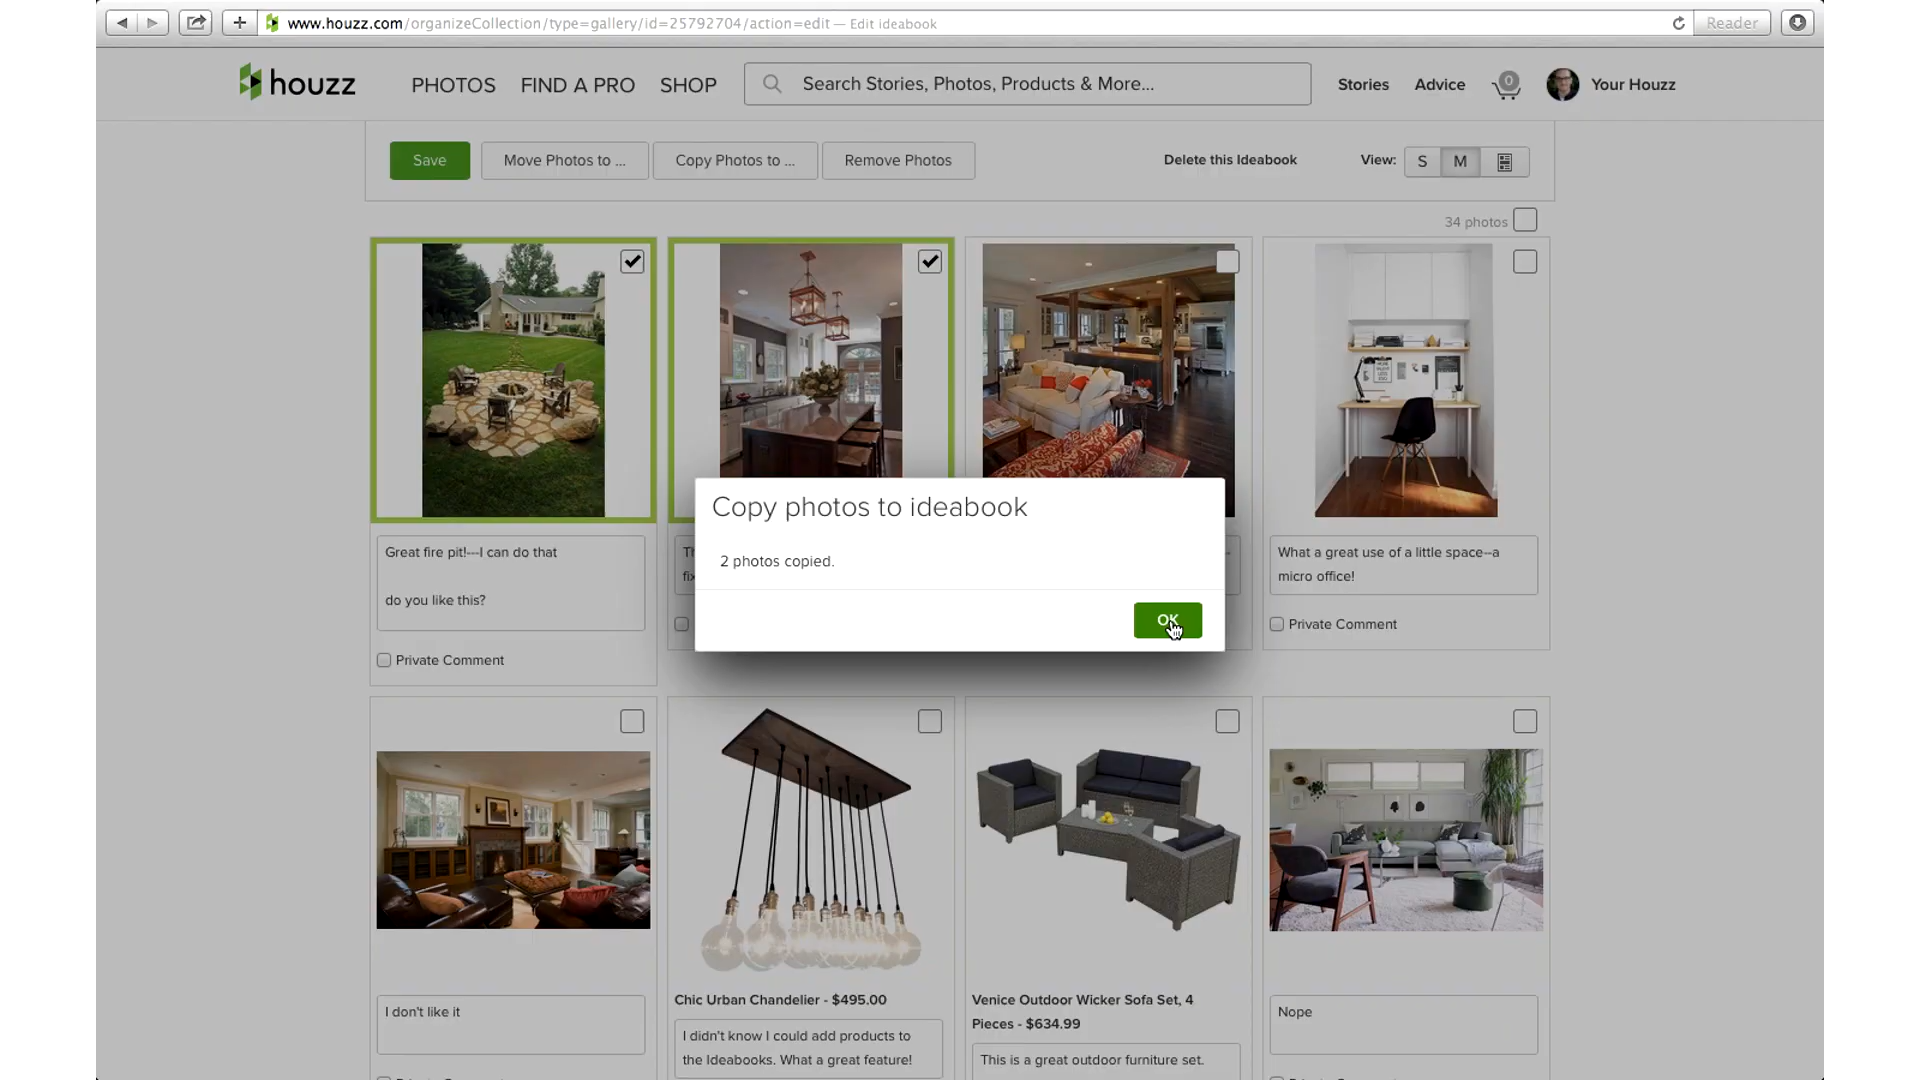 www.houzz.com/organizeCollection/type=gallery/id=25792704/action=edit — Edit ideabook
Reader
houzz
PHOTOS FIND A PRO SHOP
Search Stories, Photos, Products & More...
Stories Advice 0 Your Houzz
Save Move Photos to ... Copy Photos to ... Remove Photos Delete this Ideabook View: S M
34 photos
Copy photos to ideabook
2 photos copied.
OK
Great fire pit!---I can do that
do you like this?
Private Comment
What a great use of a little space--a
micro office!
Private Comment
I don't like it
Chic Urban Chandelier - $495.00
I didn't know I could add products to
the Ideabooks. What a great feature!
Venice Outdoor Wicker Sofa Set, 4
Pieces - $634.99
This is a great outdoor furniture set.
Nope